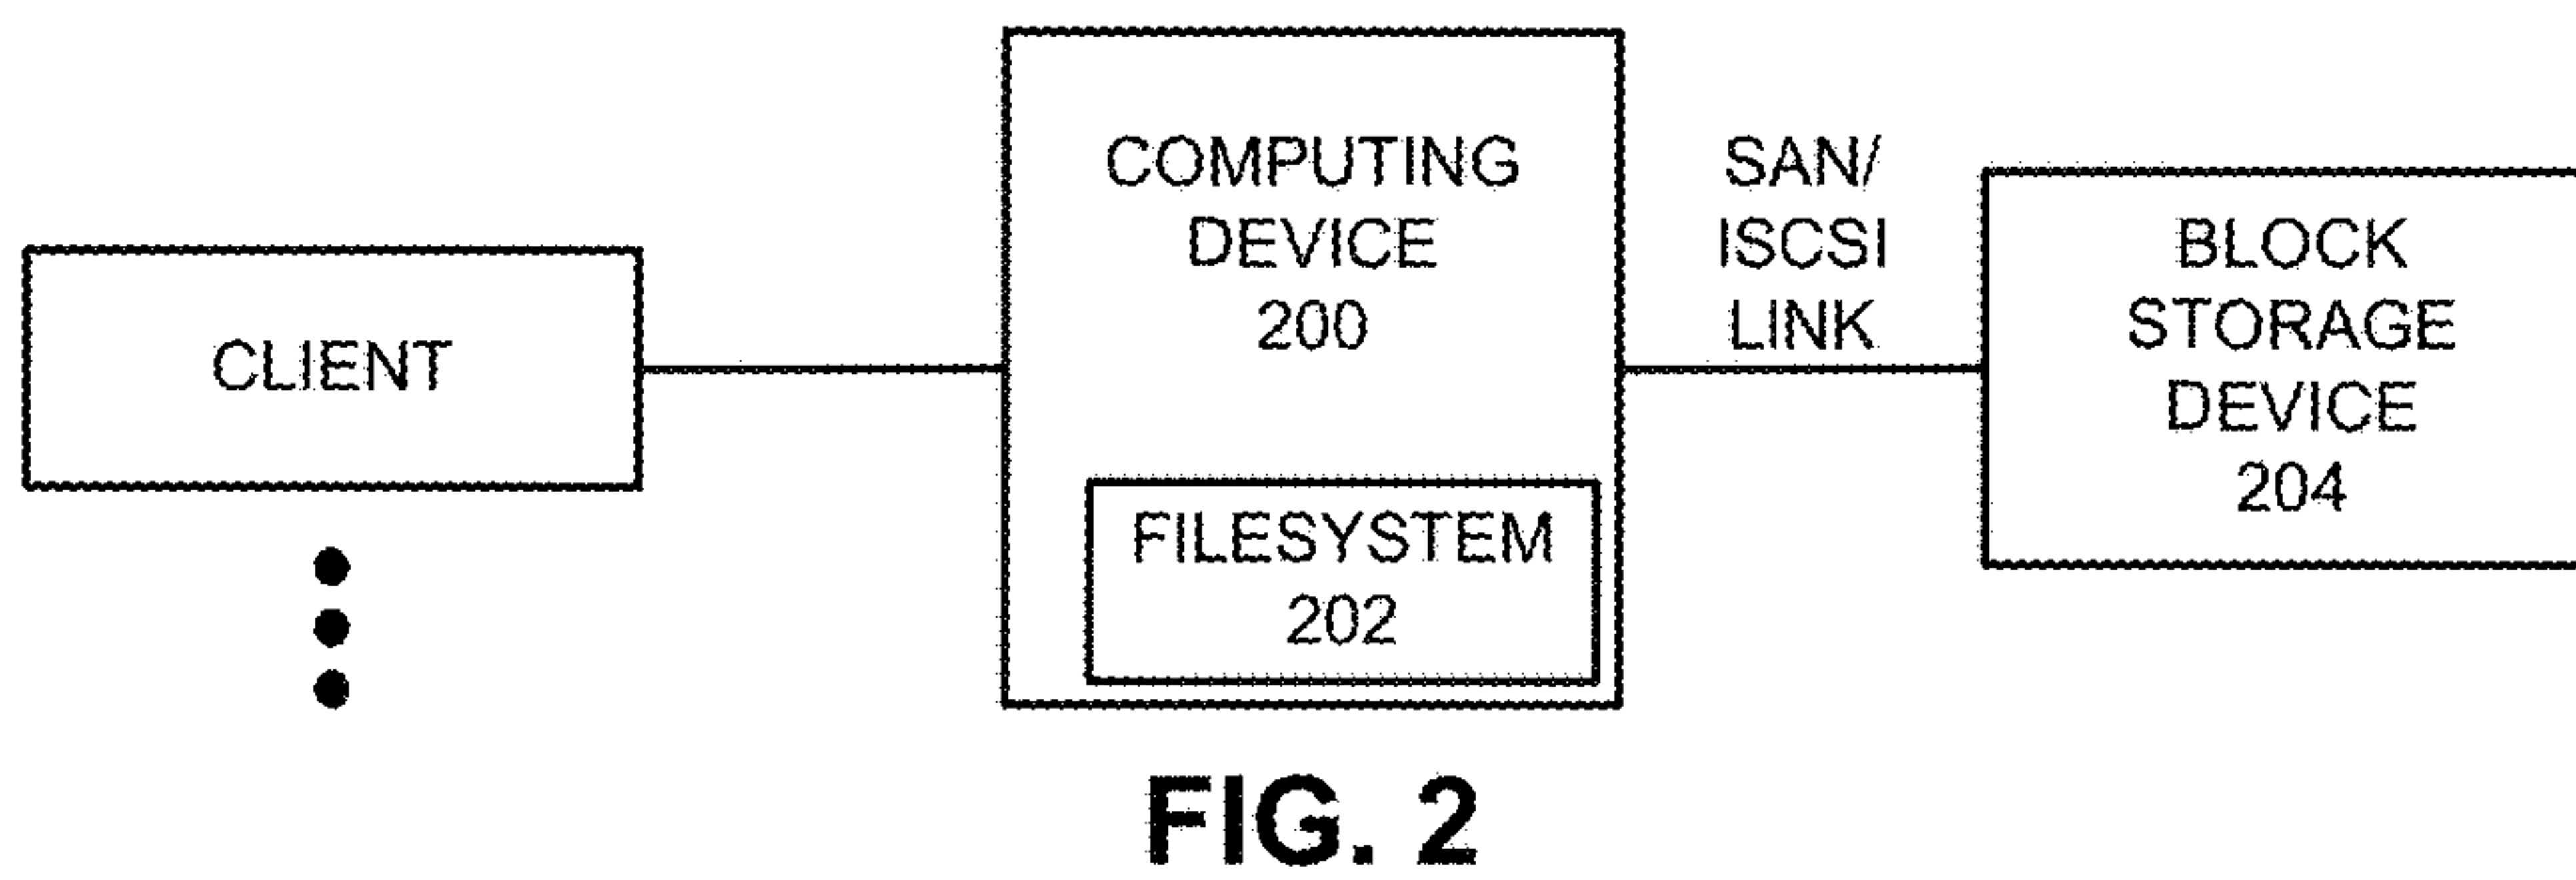 CLIENT
COMPUTING
DEVICE
200
FILESYSTEM
202
SAN/
ISCSI
LINK
BLOCK
STORAGE
DEVICE
204
FIG. 2